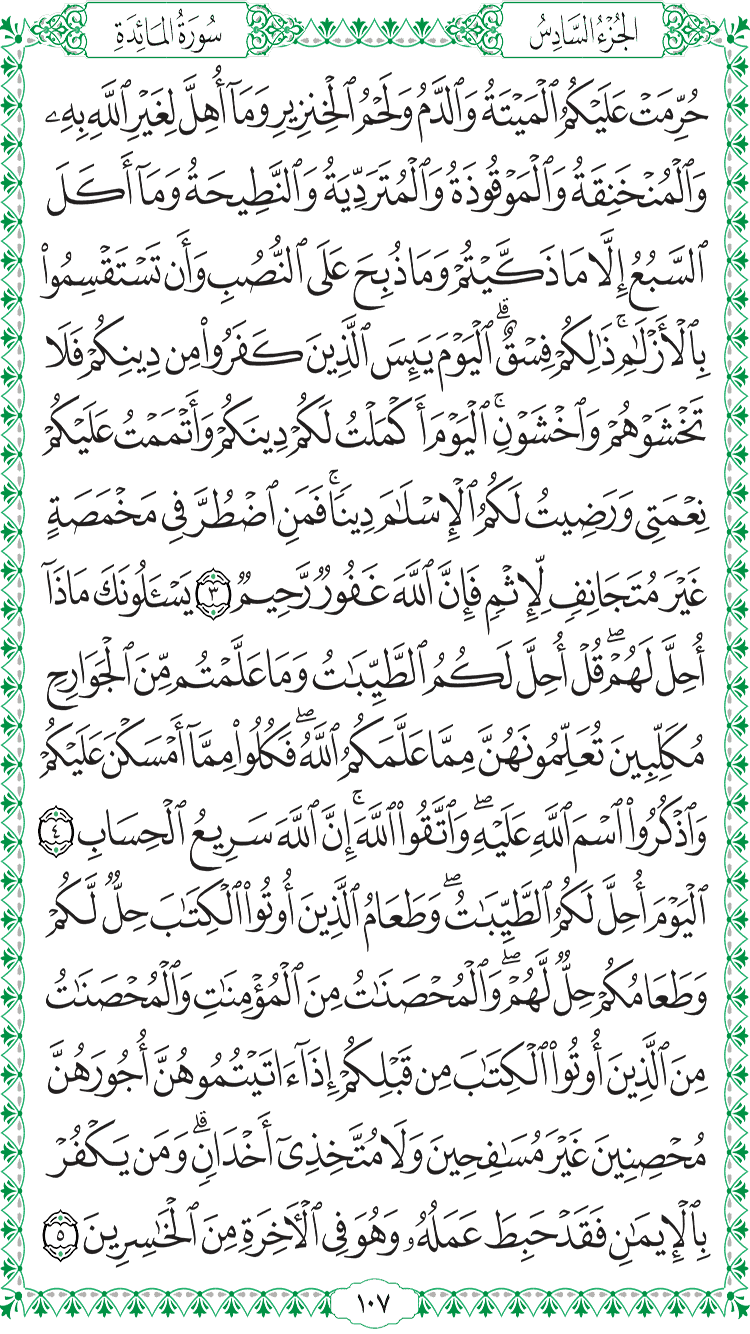 الجُزْءُ السَّادِسُ
سُورَةُ المَائِدَةِ
حُرِّمَتْ عَلَيْكُمُ ٱلْمَيْتَةُ وَٱلدَّمُ وَلَحْمُ ٱلْخِنزِيرِ وَمَآ أُهِلَّ لِغَيْرِ ٱللَّهِ بِهِۦ
وَٱلْمُنْخَنِقَةُ وَٱلْمَوْقُوذَةُ وَٱلْمُتَرَدِّيَةُ وَٱلنَّطِيحَةُ وَمَآ أَكَلَ
ٱلسَّبُعُ إِلَّا مَا ذَكَّيْتُمْ وَمَا ذُبِحَ عَلَى ٱلنُّصُبِ وَأَن تَسْتَقْسِمُوا۟
بِٱلْأَزْلَـٰمِ ۚ ذَٰلِكُمْ فِسْقٌ ۗ ٱلْيَوْمَ يَئِسَ ٱلَّذِينَ كَفَرُوا۟ مِن دِينِكُمْ فَلَا
تَخْشَوْهُمْ وَٱخْشَوْنِ ۚ ٱلْيَوْمَ أَكْمَلْتُ لَكُمْ دِينَكُمْ وَأَتْمَمْتُ عَلَيْكُمْ
نِعْمَتِى وَرَضِيتُ لَكُمُ ٱلْإِسْلَـٰمَ دِينًا ۚ فَمَنِ ٱضْطُرَّ فِى مَخْمَصَةٍ
غَيْرَ مُتَجَانِفٍ لِّإِثْمٍ فَإِنَّ ٱللَّهَ غَفُورٌ رَّحِيمٌ ٣ يَسْـَٔلُونَكَ مَاذَآ
أُحِلَّ لَهُمْ ۖ قُلْ أُحِلَّ لَكُمُ ٱلطَّيِّبَـٰتُ وَمَا عَلَّمْتُم مِّنَ ٱلْجَوَارِحِ
مُكَلِّبِينَ تُعَلِّمُونَهُنَّ مِمَّا عَلَّمَكُمُ ٱللَّهُ ۖ فَكُلُوا۟ مِمَّآ أَمْسَكْنَ عَلَيْكُمْ
وَٱذْكُرُوا۟ ٱسْمَ ٱللَّهِ عَلَيْهِ ۖ وَٱتَّقُوا۟ ٱللَّهَ ۚ إِنَّ ٱللَّهَ سَرِيعُ ٱلْحِسَابِ ٤
ٱلْيَوْمَ أُحِلَّ لَكُمُ ٱلطَّيِّبَـٰتُ ۖ وَطَعَامُ ٱلَّذِينَ أُوتُوا۟ ٱلْكِتَـٰبَ حِلٌّ لَّكُمْ
وَطَعَامُكُمْ حِلٌّ لَّهُمْ ۖ وَٱلْمُحْصَنَـٰتُ مِنَ ٱلْمُؤْمِنَـٰتِ وَٱلْمُحْصَنَـٰتُ
مِنَ ٱلَّذِينَ أُوتُوا۟ ٱلْكِتَـٰبَ مِن قَبْلِكُمْ إِذَآ ءَاتَيْتُمُوهُنَّ أُجُورَهُنَّ
مُحْصِنِينَ غَيْرَ مُسَـٰفِحِينَ وَلَا مُتَّخِذِىٓ أَخْدَانٍ ۗ وَمَن يَكْفُرْ
بِٱلْإِيمَـٰنِ فَقَدْ حَبِطَ عَمَلُهُۥ وَهُوَ فِى ٱلْـَٔاخِرَةِ مِنَ ٱلْخَـٰسِرِينَ ٥
١٠٧